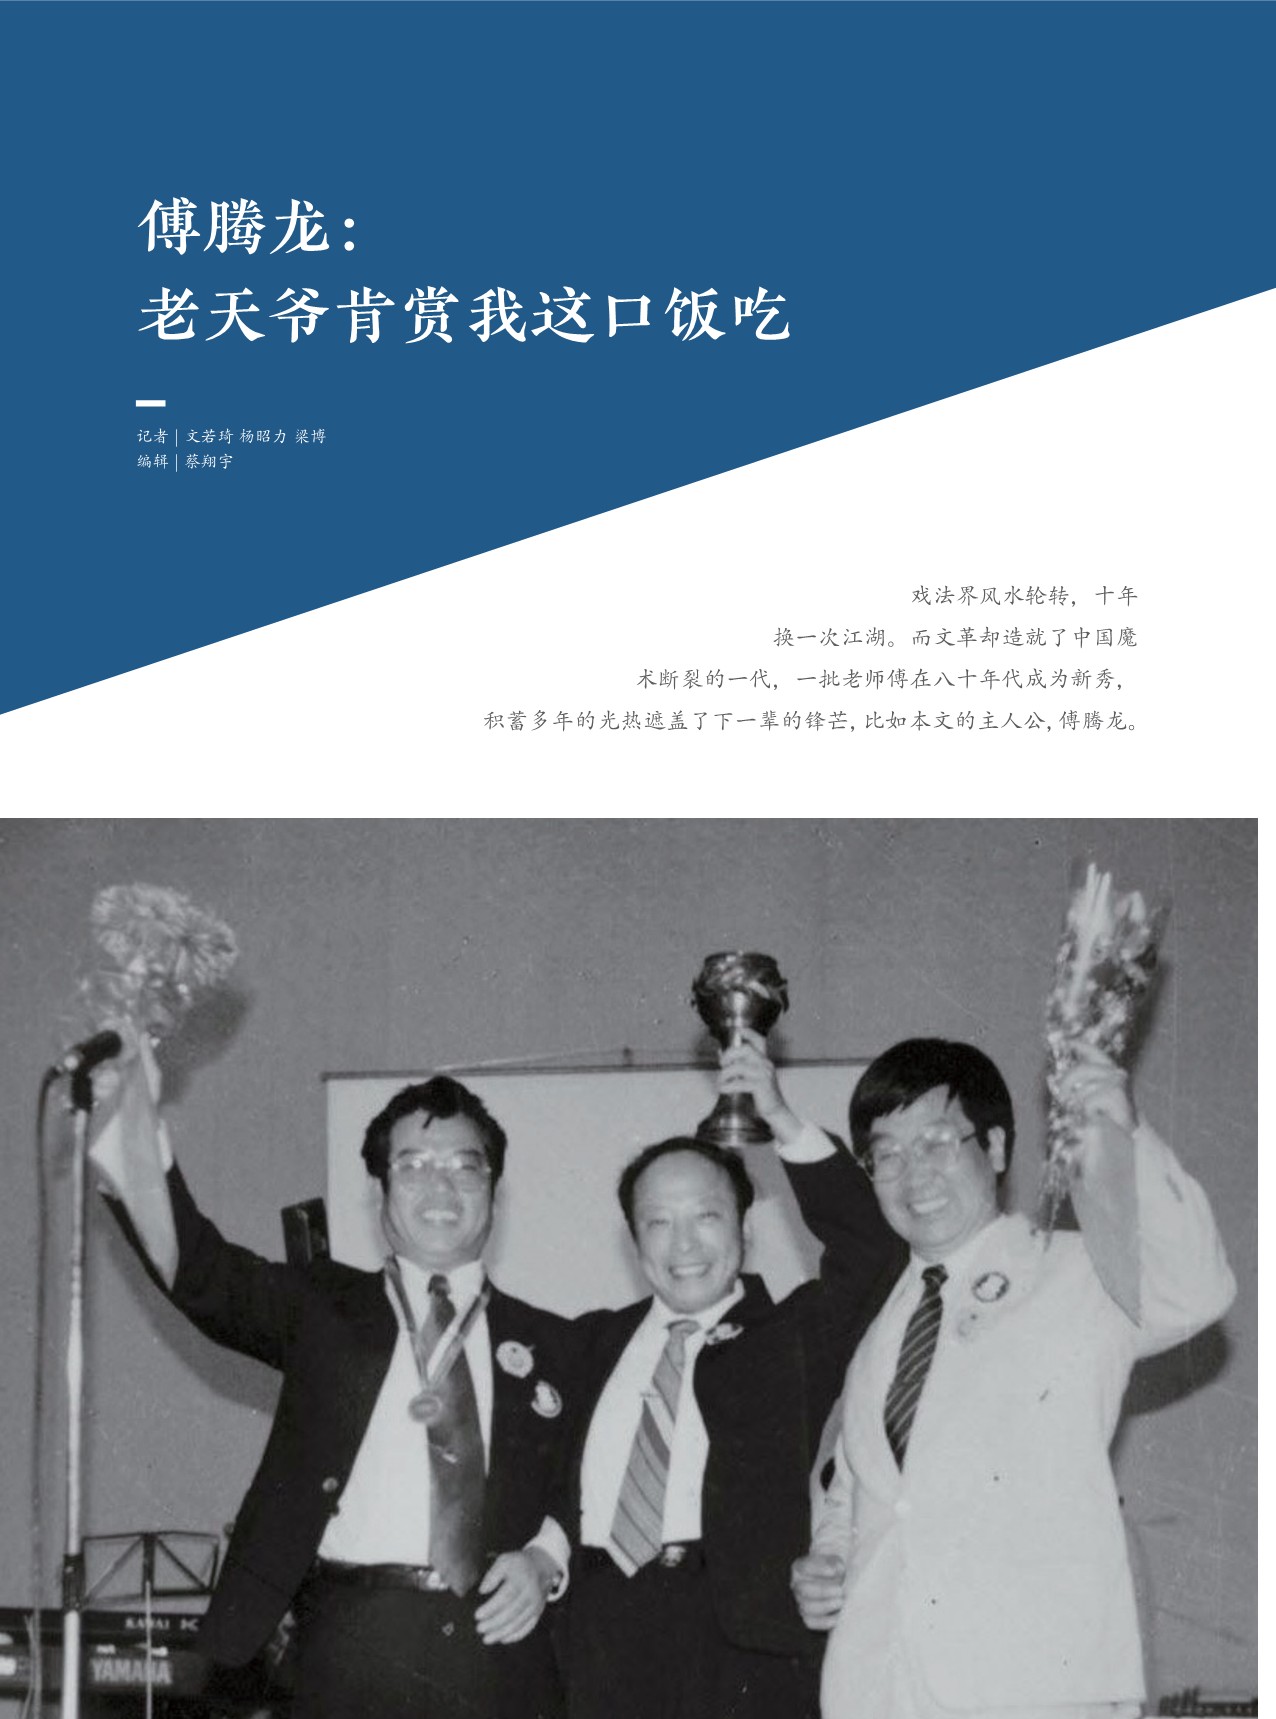 傅腾龙：
老天爷肯赏我这口饭吃
记者｜文若琦 杨昭力 梁博
编辑｜蔡翔宇
戏法界风水轮转，十年
换一次江湖。而文革却造就了中国魔
术断裂的一代，一批老师傅在八十年代成为新秀，
积蓄多年的光热遮盖了下一辈的锋芒，比如本文的主人公，傅腾龙。
KAWAI K
YAMAHA